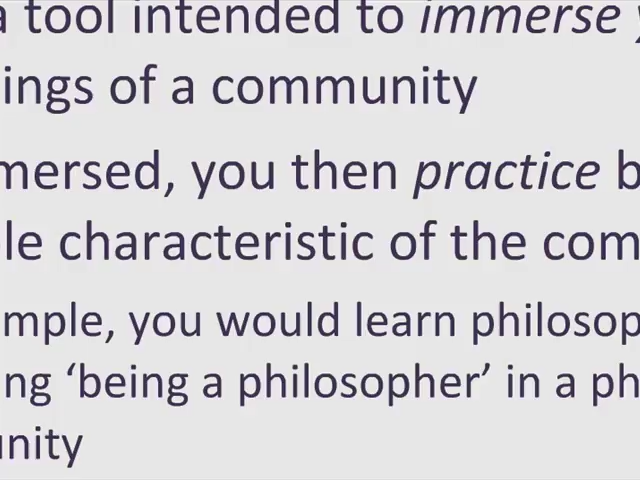 a tool intended to immerse
ings of a community
mersed, you then practice b
le characteristic of the com
mple, you would learn philosop
ng ‘being a philosopher’ in a ph
unity